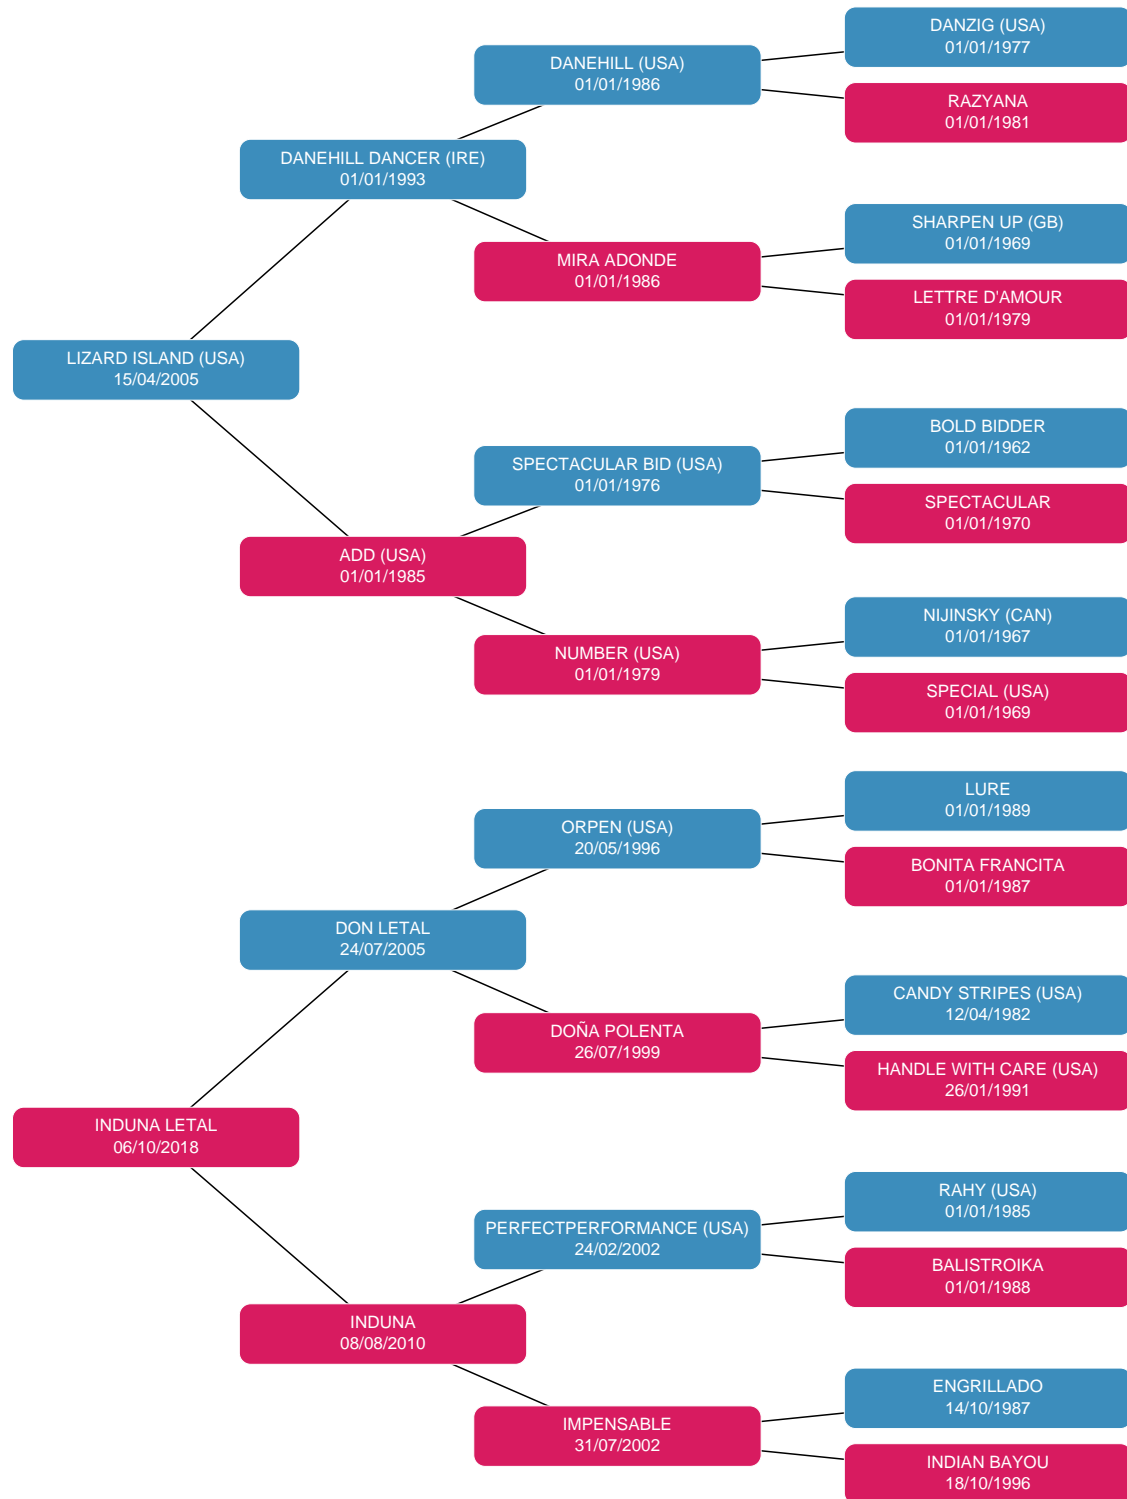 DANZIG (USA)
01/01/1977
DANEHILL (USA)
01/01/1986
RAZYANA
01/01/1981
DANEHILL DANCER (IRE)
01/01/1993
SHARPEN UP (GB)
01/01/1969
MIRA ADONDE
01/01/1986
LETTRE D'AMOUR
01/01/1979
LIZARD ISLAND (USA)
15/04/2005
BOLD BIDDER
01/01/1962
SPECTACULAR BID (USA)
01/01/1976
SPECTACULAR
01/01/1970
ADD (USA)
01/01/1985
NIJINSKY (CAN)
01/01/1967
NUMBER (USA)
01/01/1979
SPECIAL (USA)
01/01/1969
LURE
01/01/1989
ORPEN (USA)
20/05/1996
BONITA FRANCITA
01/01/1987
DON LETAL
24/07/2005
CANDY STRIPES (USA)
12/04/1982
DOÑA POLENTA
26/07/1999
HANDLE WITH CARE (USA)
26/01/1991
INDUNA LETAL
06/10/2018
RAHY (USA)
01/01/1985
PERFECTPERFORMANCE (USA)
24/02/2002
BALISTROIKA
01/01/1988
INDUNA
08/08/2010
ENGRILLADO
14/10/1987
IMPENSABLE
31/07/2002
INDIAN BAYOU
18/10/1996